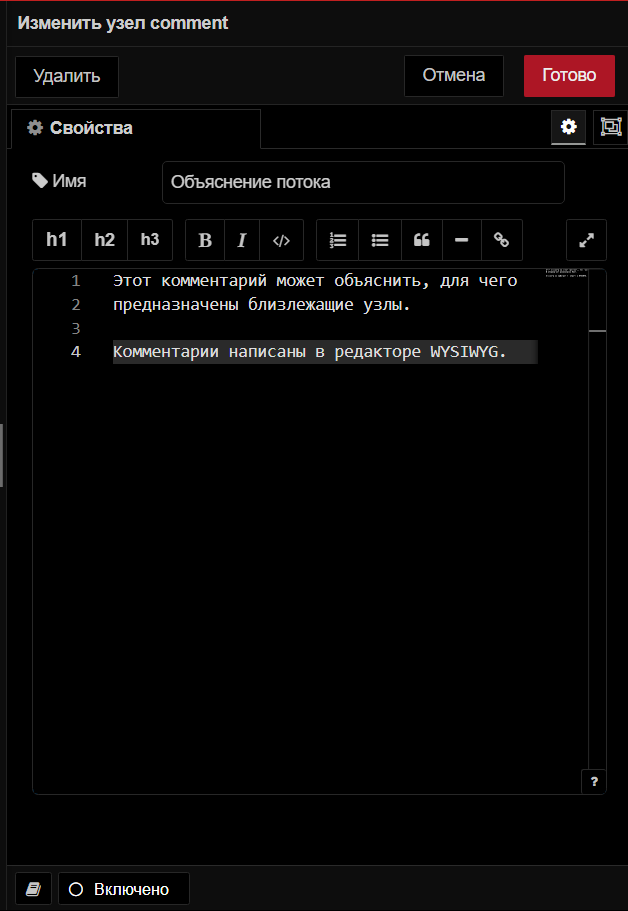 Изменить узел comment
Удалить
Отмена
Готово
Свойства
Имя
Объяснение потока
h1 h2 h3 B I </>
1 Этот комментарий может объяснить, для чего
2 предназначены близлежащие узлы.
3
4 Комментарии написаны в редакторе WYSIWYG.
?
Включено